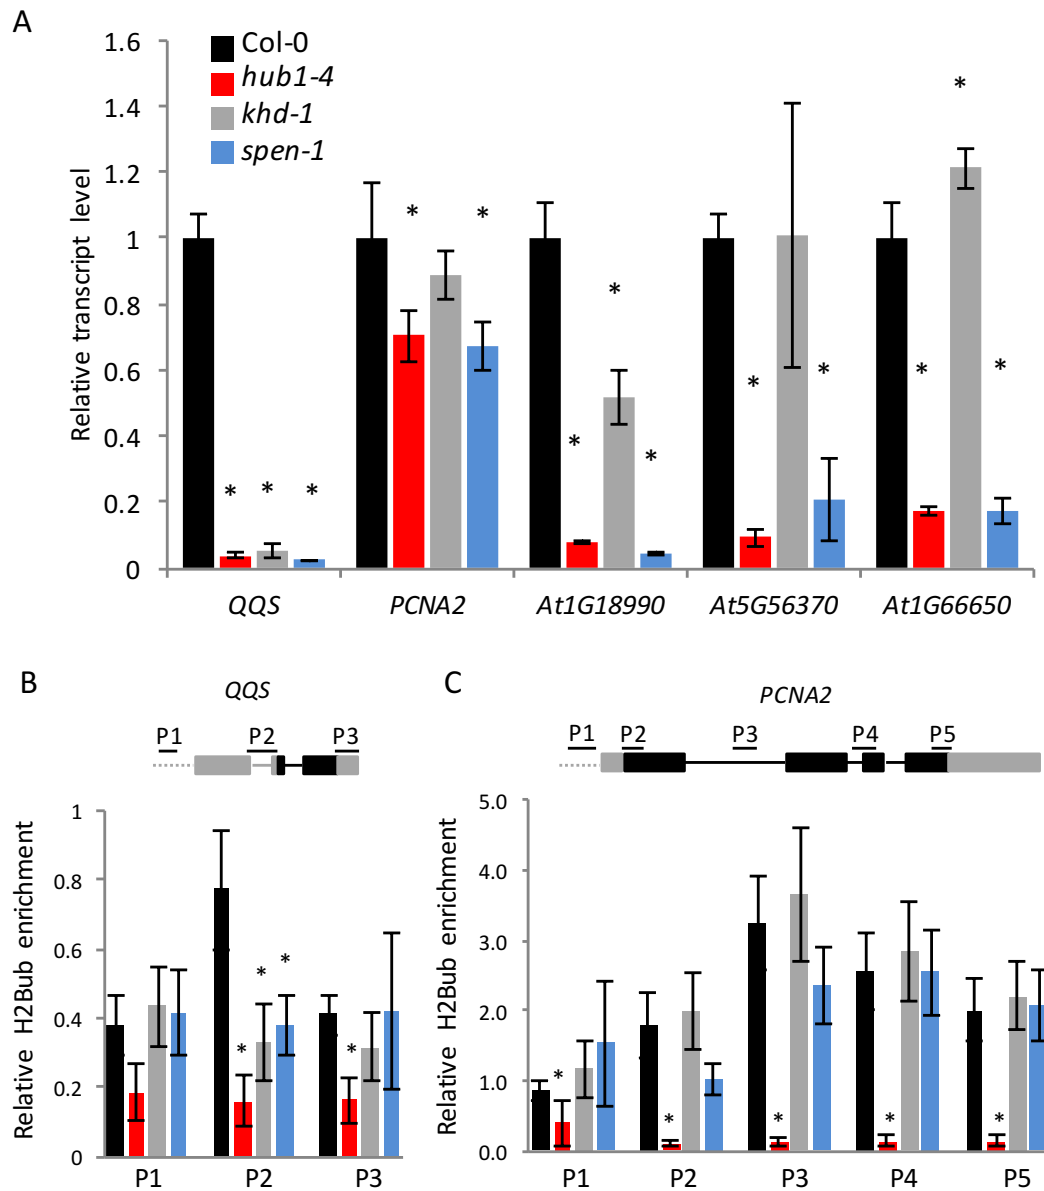 A
Col-0
hub1-4
khd-1
spen-1
Relative transcript level
1.6
1.4
1.2
1
0.8
0.6
0.4
0.2
0
* * *
* *
* * *
* *
* * *
QQS PCNA2 At1G18990 At5G56370 At1G66650
B
QQS
P1 P2 P3
Relative H2Bub enrichment
1
0.8
0.6
0.4
0.2
0
* * * *
P1 P2 P3
C
PCNA2
P1 P2 P3 P4 P5
Relative H2Bub enrichment
5.0
4.0
3.0
2.0
1.0
0.0
* * * * *
P1 P2 P3 P4 P5